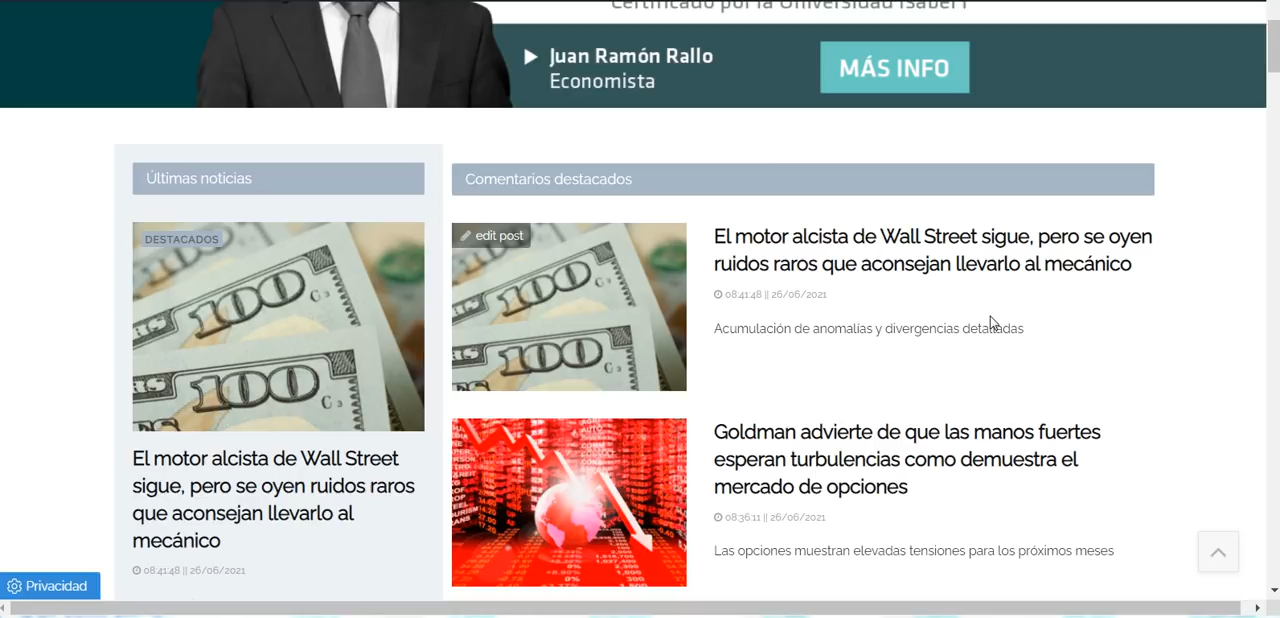 Certificado por la Universidad Isabel I
Juan Ramón Rallo
Economista
MÁS INFO
Últimas noticias
DESTACADOS
El motor alcista de Wall Street
sigue, pero se oyen ruidos raros
que aconsejan llevarlo al
mecánico
08:41:48 || 26/06/2021
Comentarios destacados
edit post
El motor alcista de Wall Street sigue, pero se oyen
ruidos raros que aconsejan llevarlo al mecánico
08:41:48 || 26/06/2021
Acumulación de anomalías y divergencias detalladas
Goldman advierte de que las manos fuertes
esperan turbulencias como demuestra el
mercado de opciones
08:36:11 || 26/06/2021
Las opciones muestran elevadas tensiones para los próximos meses
Privacidad